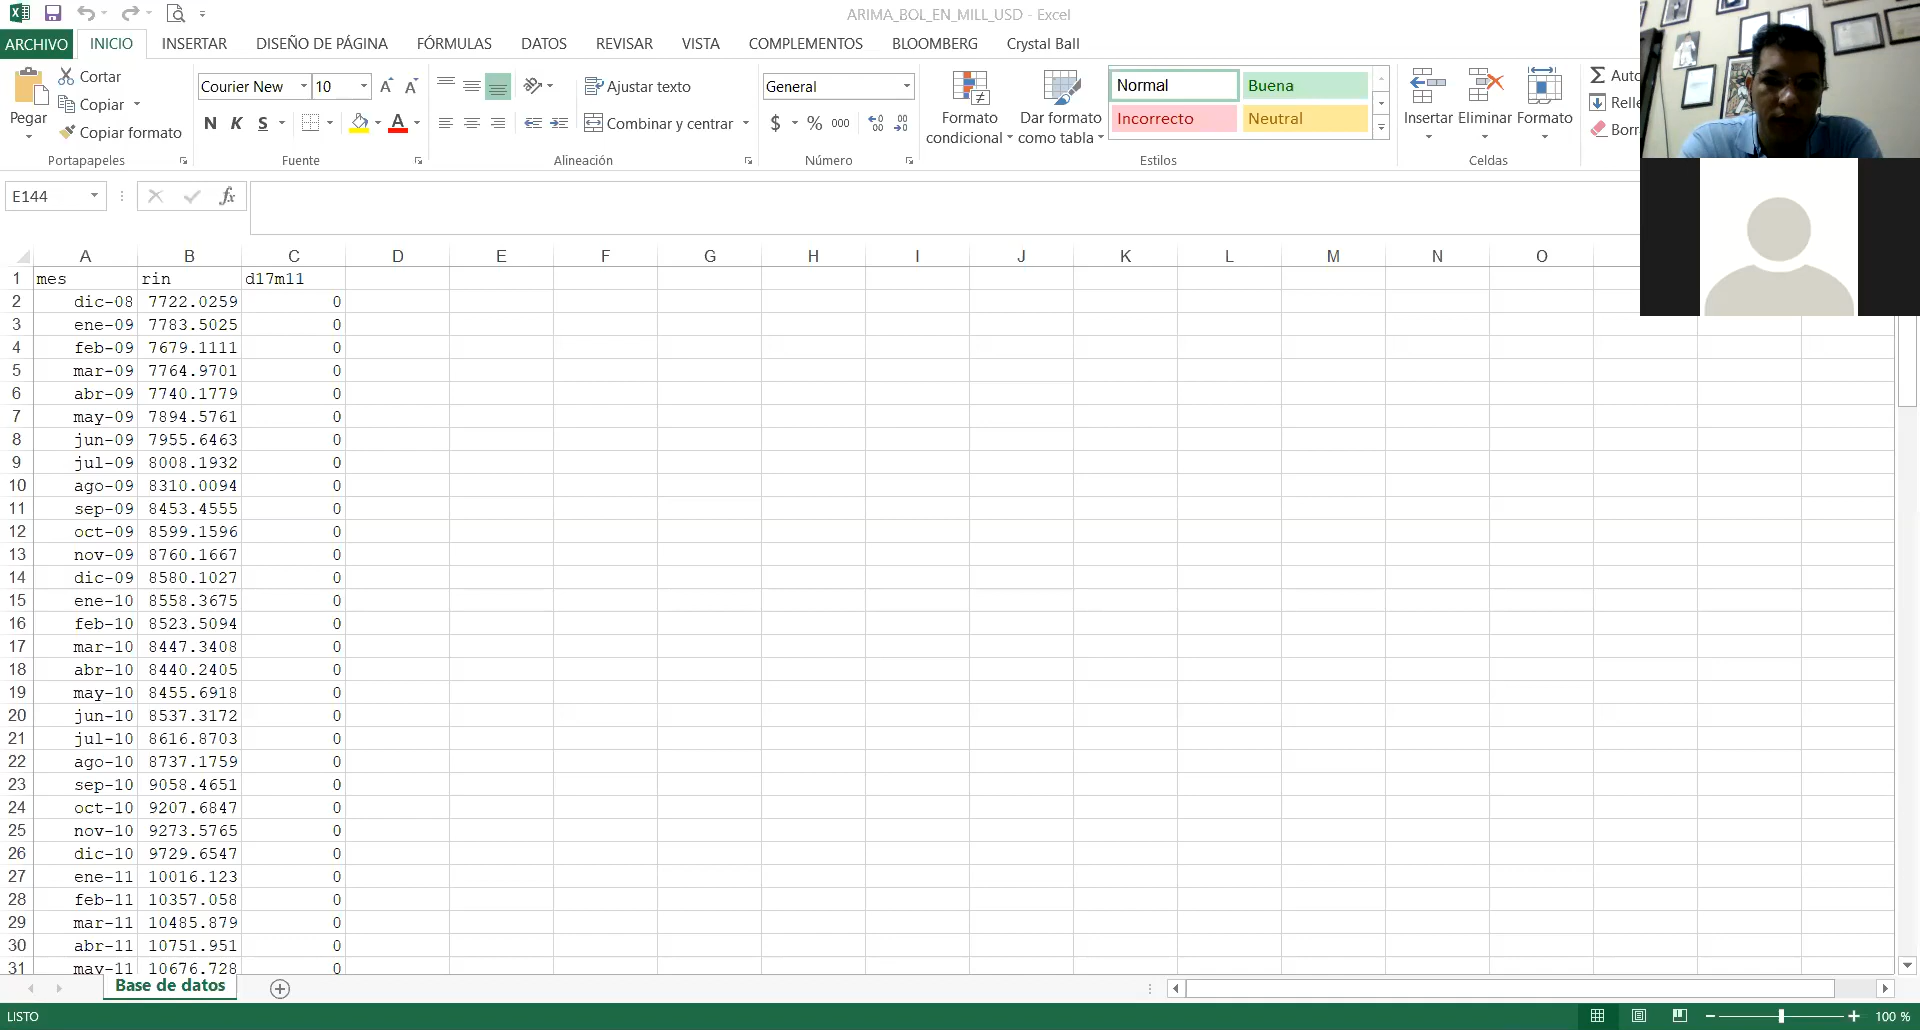 ARIMA_BOL_EN_MILL_USD - Excel
ARCHIVO INICIO INSERTAR DISEÑO DE PÁGINA FÓRMULAS DATOS REVISAR VISTA COMPLEMENTOS BLOOMBERG Crystal Ball
Pegar
Cortar
Copiar
Copiar formato
Portapapeles
Courier New 10
N K S
Fuente
Ajustar texto
Combinar y centrar
Alineación
General
$ % 000
Número
Formato condicional
Dar formato como tabla
Normal Buena
Incorrecto Neutral
Estilos
Insertar Eliminar Formato
Celdas
Σ Auto
Relle
Borr
E144 fx
A B C D E F G H I J K L M N O
1 mes rin d17m11
2 dic-08 7722.0259 0
3 ene-09 7783.5025 0
4 feb-09 7679.1111 0
5 mar-09 7764.9701 0
6 abr-09 7740.1779 0
7 may-09 7894.5761 0
8 jun-09 7955.6463 0
9 jul-09 8008.1932 0
10 ago-09 8310.0094 0
11 sep-09 8453.4555 0
12 oct-09 8599.1596 0
13 nov-09 8760.1667 0
14 dic-09 8580.1027 0
15 ene-10 8558.3675 0
16 feb-10 8523.5094 0
17 mar-10 8447.3408 0
18 abr-10 8440.2405 0
19 may-10 8455.6918 0
20 jun-10 8537.3172 0
21 jul-10 8616.8703 0
22 ago-10 8737.1759 0
23 sep-10 9058.4651 0
24 oct-10 9207.6847 0
25 nov-10 9273.5765 0
26 dic-10 9729.6547 0
27 ene-11 10016.123 0
28 feb-11 10357.058 0
29 mar-11 10485.879 0
30 abr-11 10751.951 0
31 may-11 10676.728 0
Base de datos
LISTO
100 %